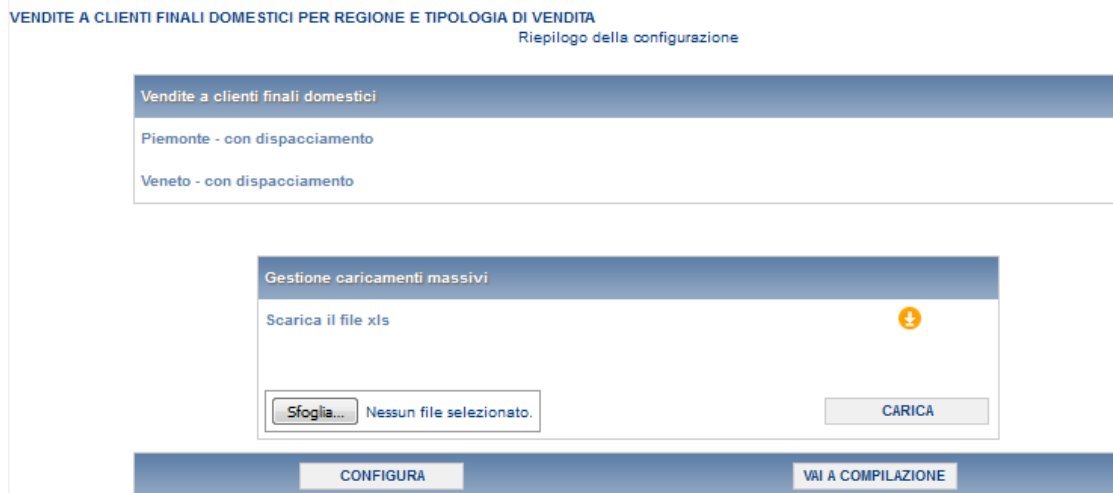 VENDITE A CLIENTI FINALI DOMESTICI PER REGIONE E TIPOLOGIA DI VENDITA
Riepilogo della configurazione
Vendite a clienti finali domestici
Piemonte - con dispacciamento
Veneto - con dispacciamento
Gestione caricamenti massivi
Scarica il file xls
Sfoglia... Nessun file selezionato. CARICA
CONFIGURA VAI A COMPILAZIONE